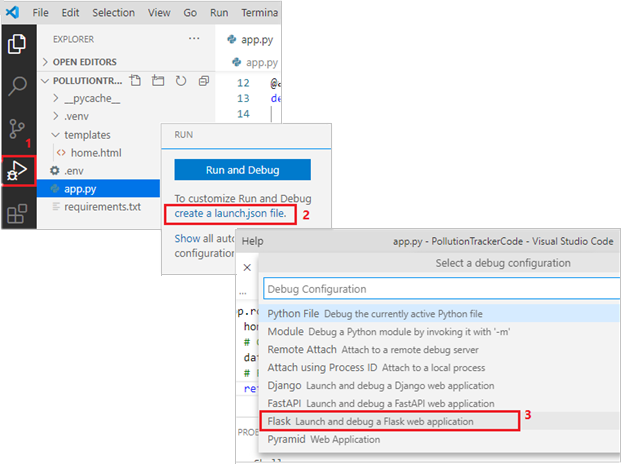 File Edit Selection View Go Run Termina
EXPLORER ...
app.py
OPEN EDITORS
app.py
POLLUTIONTR...
12 @
__pycache__
13 de
.venv
14
templates
1
home.html
.env
app.py
requirements.txt
RUN
Run and Debug
To customize Run and Debug
create a launch.json file. 2
Show all auto
configuration
Help app.py - PollutionTrackerCode - Visual Studio Code
Select a debug configuration
Debug Configuration
...
p.ro
Python File Debug the currently active Python file
ho
Module Debug a Python module by invoking it with '-m'
#
Remote Attach Attach to a remote debug server
dat
Attach using Process ID Attach to a local process
#
Django Launch and debug a Django web application
ret
FastAPI Launch and debug a FastAPI web application
Flask Launch and debug a Flask web application 3
PROB
Pyramid Web Application